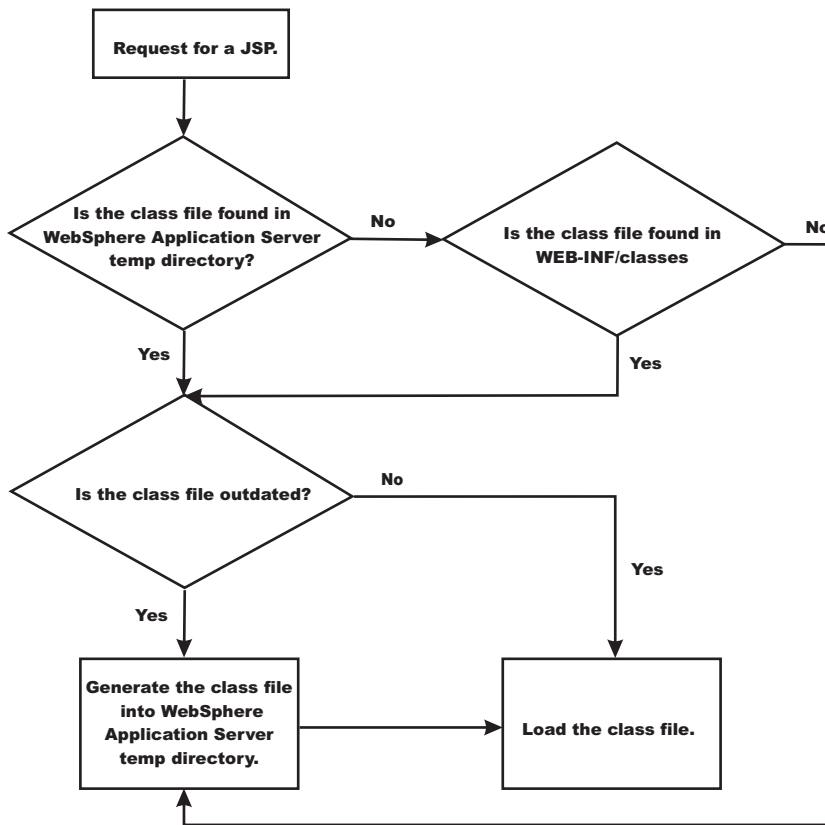 Request for a JSP.
Is the class file found in
WebSphere Application Server
temp directory?
No
Is the class file found in
WEB-INF/classes
No
Yes
Yes
Is the class file outdated?
No
Yes
Yes
Generate the class file
into WebSphere
Application Server
temp directory.
Load the class file.